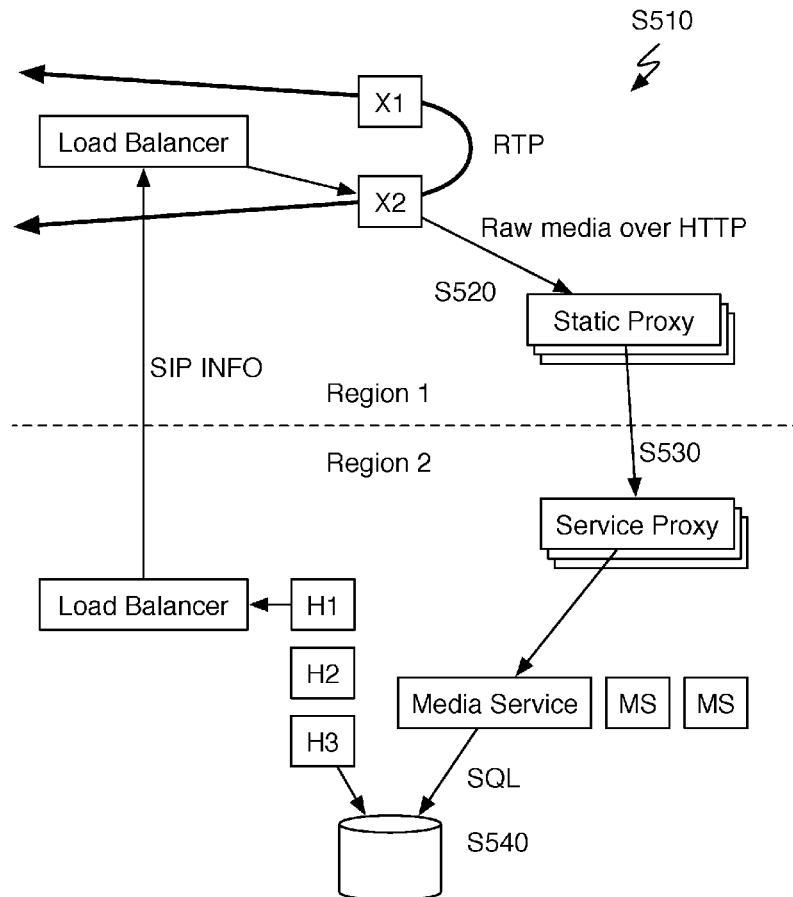 S510
X1
Load Balancer
RTP
X2
Raw media over HTTP
S520
Static Proxy
SIP INFO
Region 1
S530
Region 2
Service Proxy
Load Balancer
H1
H2
Media Service
MS
MS
H3
SQL
S540